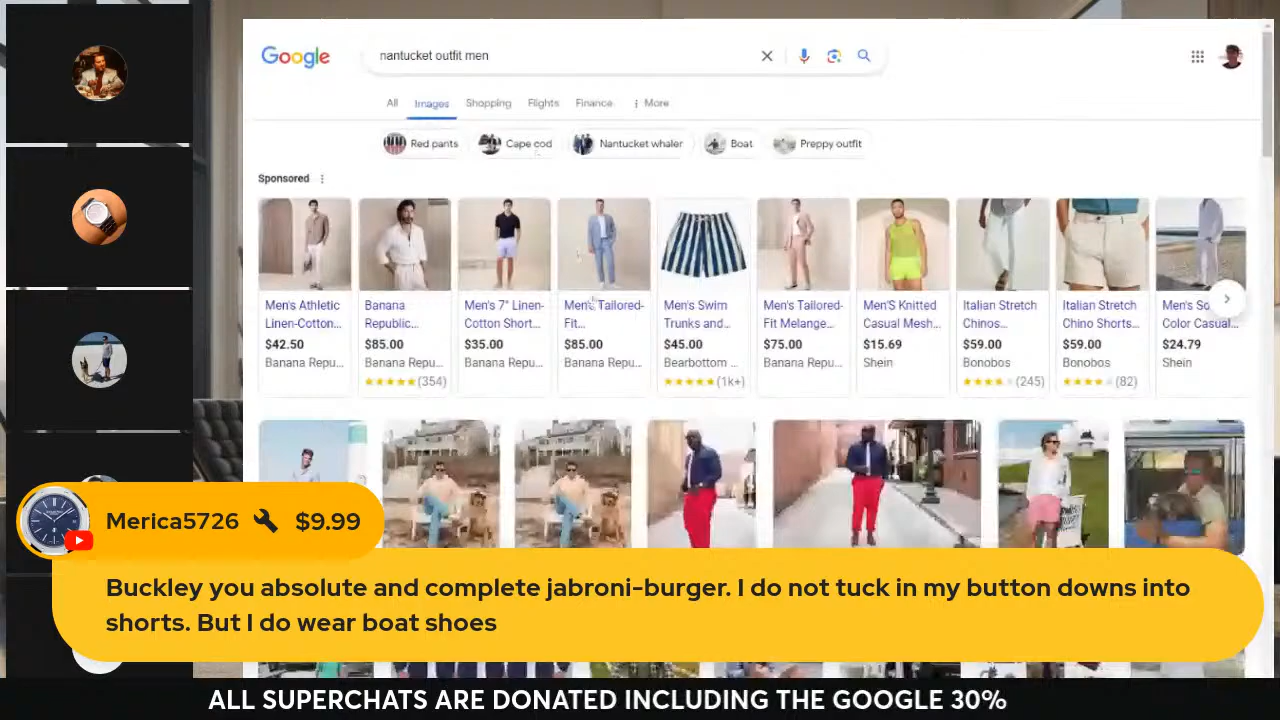 Google
nantucket outfit men
All Images Shopping Flights Finance More
Red pants Cape cod Nantucket whaler Boat Preppy outfit
Sponsored
Men's Athletic Linen-Cotton...
$42.50
Banana Repu...
Banana Republic...
$85.00
Banana Repu...
(354)
Men's 7" Linen-Cotton Short...
$35.00
Banana Repu...
Men's Tailored-Fit...
$85.00
Banana Repu...
Men's Swim Trunks and...
$45.00
Bearbottom ...
(1k+)
Men's Tailored-Fit Melange...
$75.00
Banana Repu...
Men'S Knitted Casual Mesh...
$15.69
Shein
Italian Stretch Chinos...
$59.00
Bonobos
(245)
Italian Stretch Chino Shorts...
$59.00
Bonobos
(82)
Men's So
Color Casual...
$24.79
Shein
Merica5726 $9.99
Buckley you absolute and complete jabroni-burger. I do not tuck in my button downs into
shorts. But I do wear boat shoes
ALL SUPERCHATS ARE DONATED INCLUDING THE GOOGLE 30%